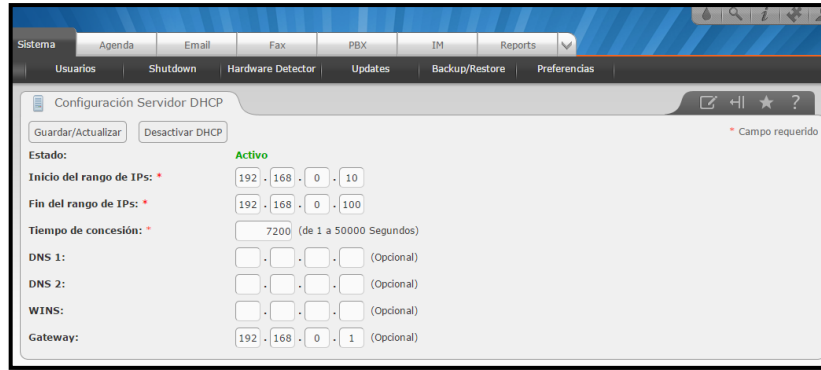 Sistema Agenda Email Fax PBX IM Reports
Usuarios Shutdown Hardware Detector Updates Backup/Restore Preferencias
Configuración Servidor DHCP
Guardar/Actualizar Desactivar DHCP * Campo requerido
Estado: Activo
Inicio del rango de IPs: * 192 . 168 . 0 . 10
Fin del rango de IPs: * 192 . 168 . 0 . 100
Tiempo de concesión: * 7200 (de 1 a 50000 Segundos)
DNS 1: . . . (Opcional)
DNS 2: . . . (Opcional)
WINS: . . . (Opcional)
Gateway: 192 . 168 . 0 . 1 (Opcional)